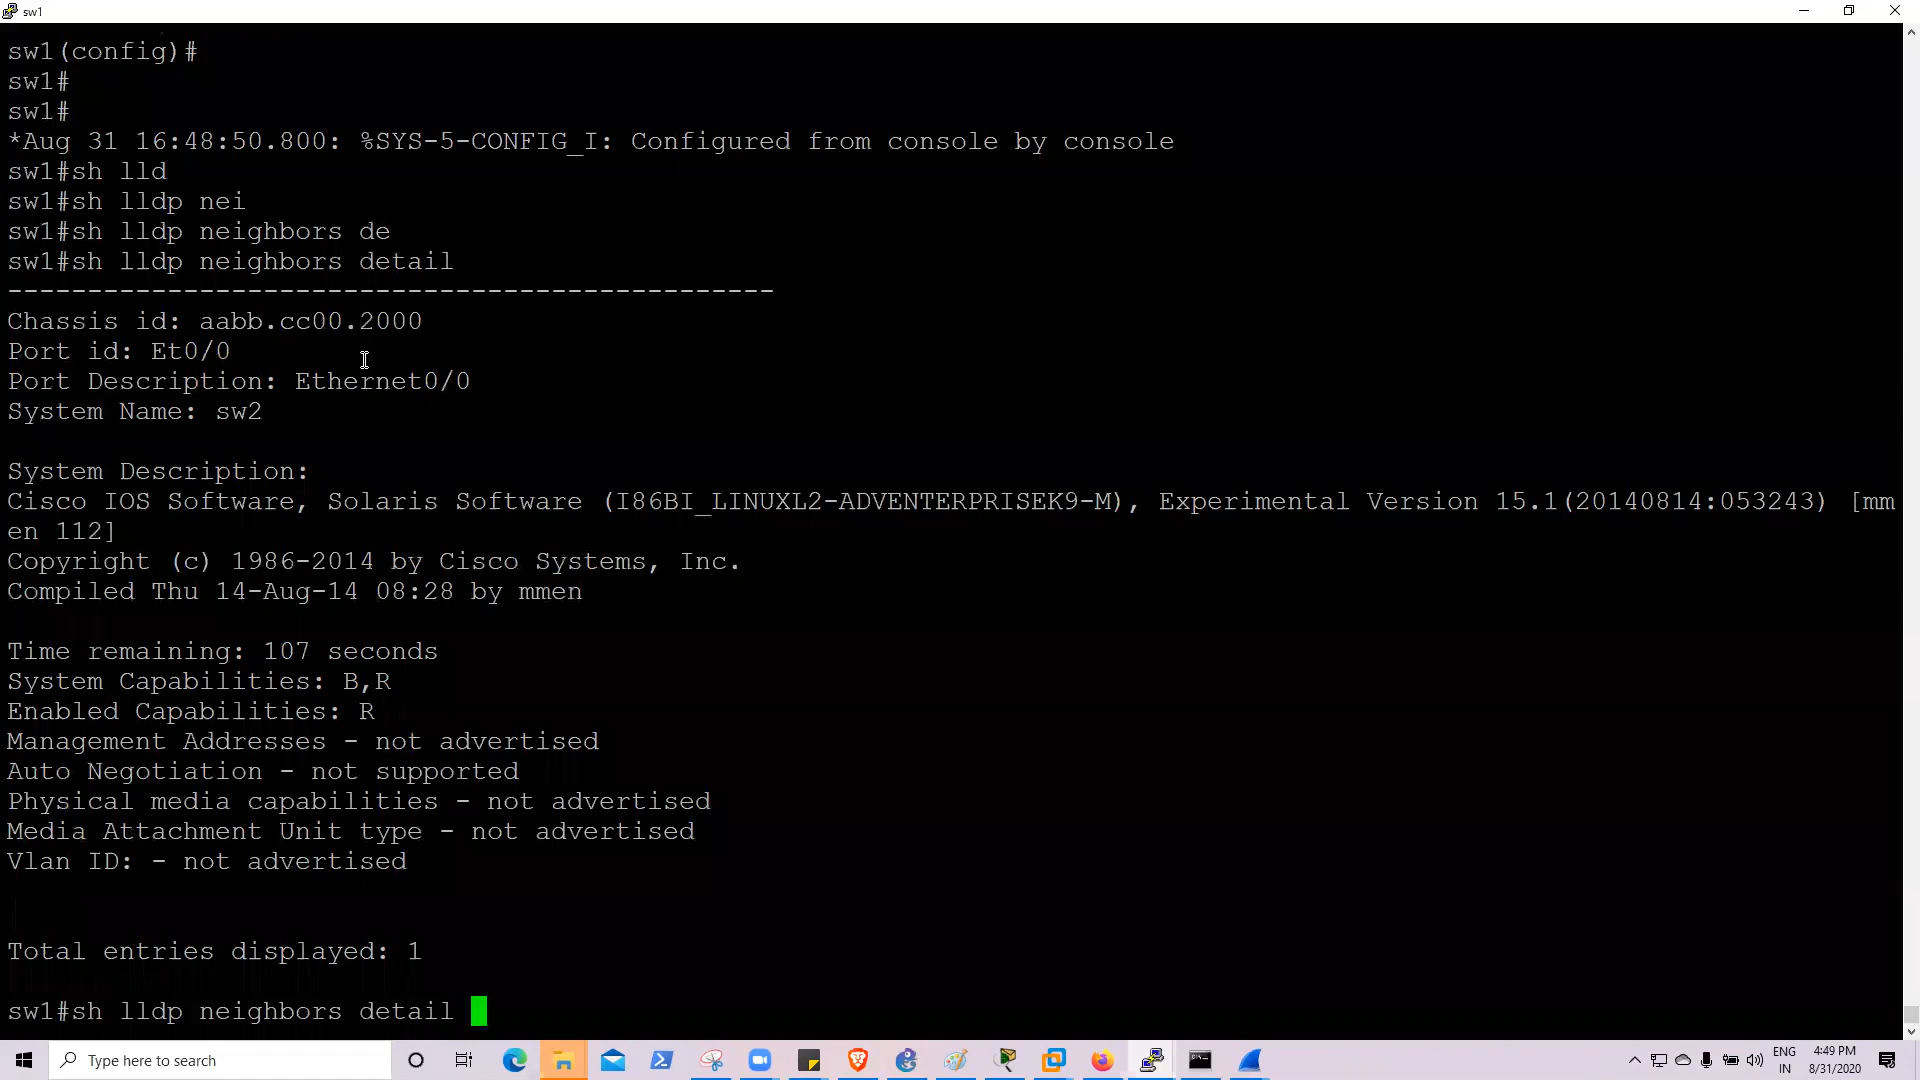 sw1
sw1(config)#
sw1#
sw1#
*Aug 31 16:48:50.800: %SYS-5-CONFIG_I: Configured from console by console
sw1#sh lld
sw1#sh lldp nei
sw1#sh lldp neighbors de
sw1#sh lldp neighbors detail
------------------------------------------------
Chassis id: aabb.cc00.2000
Port id: Et0/0
Port Description: Ethernet0/0
System Name: sw2
System Description:
Cisco IOS Software, Solaris Software (I86BI_LINUXL2-ADVENTERPRISEK9-M), Experimental Version 15.1(20140814:053243) [mm
en 112]
Copyright (c) 1986-2014 by Cisco Systems, Inc.
Compiled Thu 14-Aug-14 08:28 by mmen
Time remaining: 107 seconds
System Capabilities: B,R
Enabled Capabilities: R
Management Addresses - not advertised
Auto Negotiation - not supported
Physical media capabilities - not advertised
Media Attachment Unit type - not advertised
Vlan ID: - not advertised
Total entries displayed: 1
sw1#sh lldp neighbors detail
Type here to search
ENG
IN
4:49 PM
8/31/2020